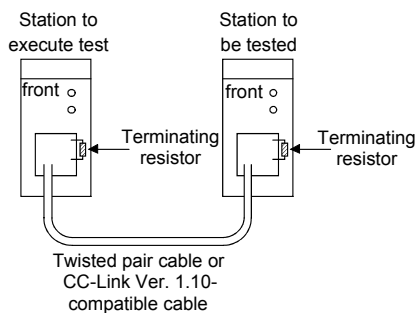 Station to
execute test
Station to
be tested
front
front
Terminating
resistor
Terminating
resistor
Twisted pair cable or
CC-Link Ver. 1.10-
compatible cable